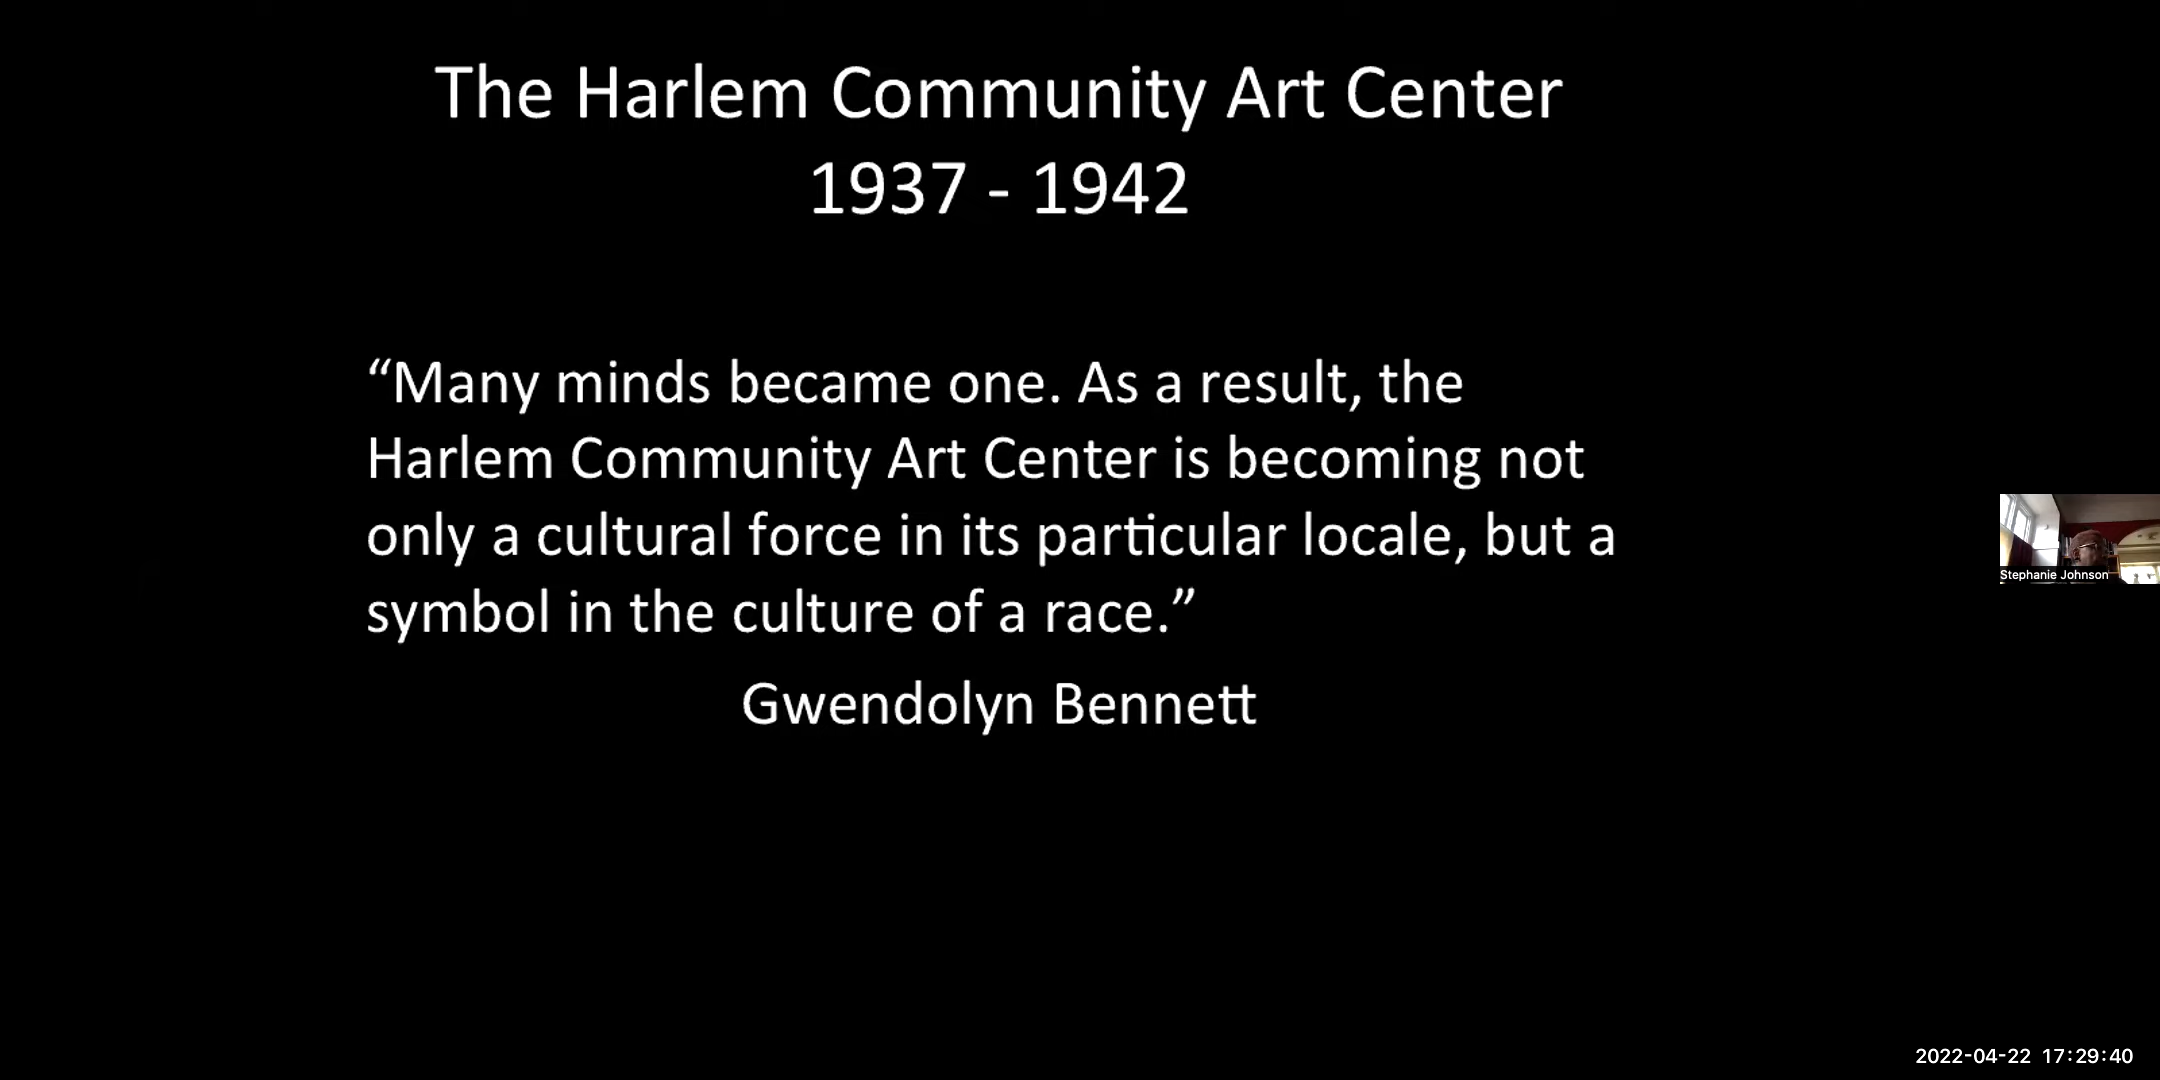 The Harlem Community Art Center
1937 - 1942
“Many minds became one. As a result, the
Harlem Community Art Center is becoming not
only a cultural force in its particular locale, but a
symbol in the culture of a race.”
Gwendolyn Bennett
Stephanie Johnson
2022-04-22 17:29:40